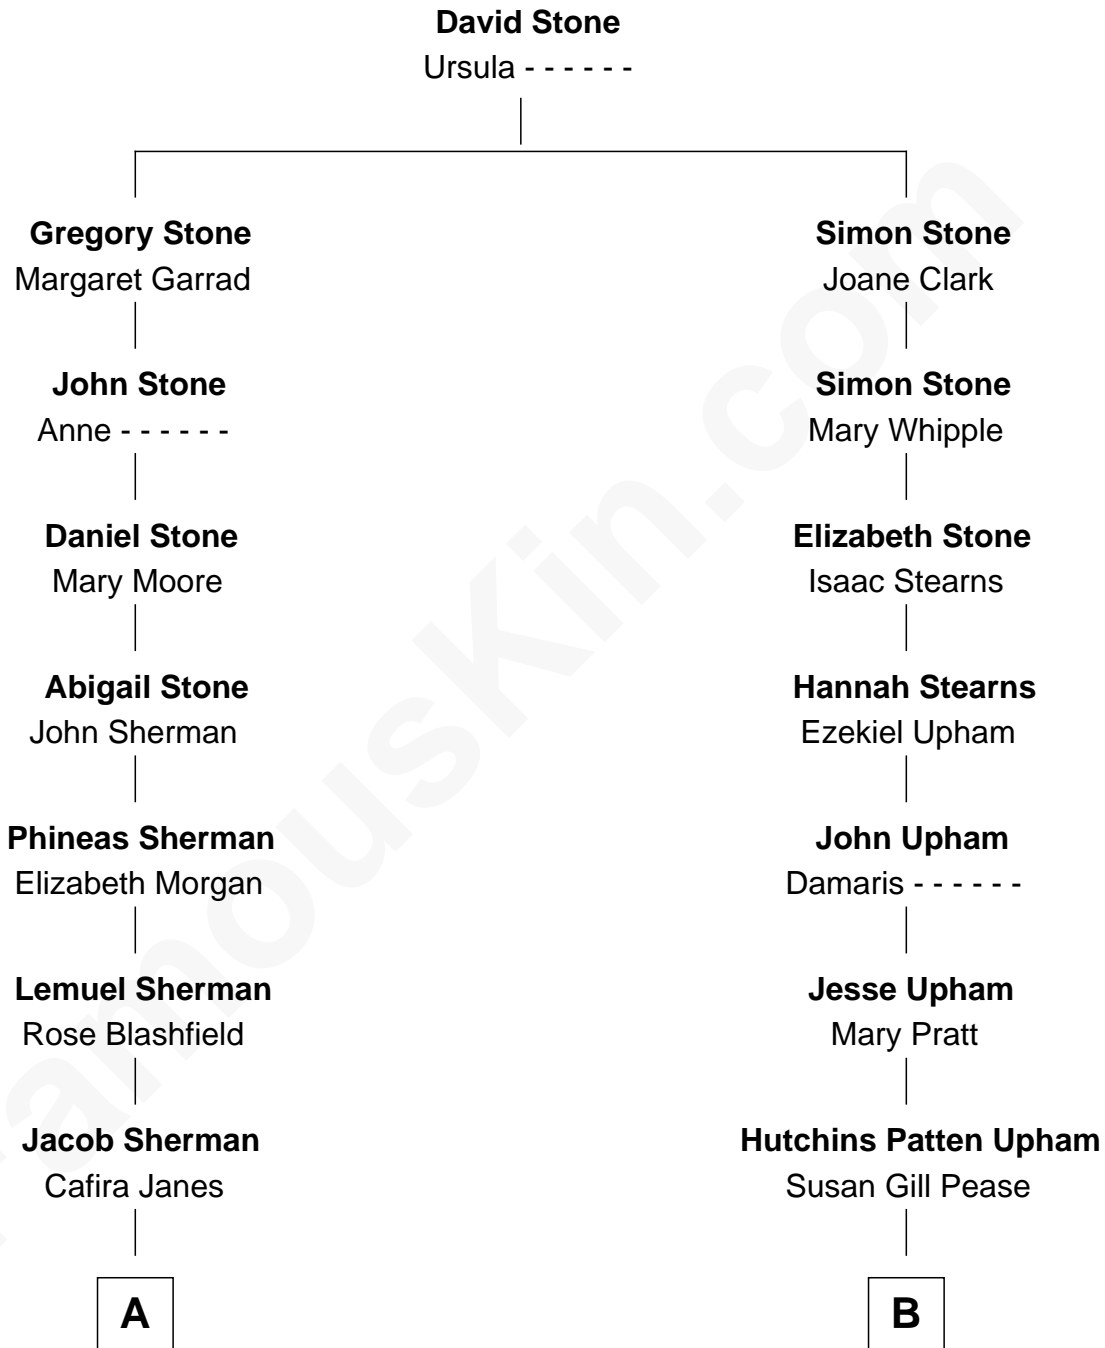 David Stone
Ursula - - - - - -
Gregory Stone
Margaret Garrad
Simon Stone
Joane Clark
John Stone
Anne - - - - - -
Simon Stone
Mary Whipple
Daniel Stone
Mary Moore
Elizabeth Stone
Isaac Stearns
Abigail Stone
John Sherman
Hannah Stearns
Ezekiel Upham
Phineas Sherman
Elizabeth Morgan
John Upham
Damaris - - - - - -
Lemuel Sherman
Rose Blashfield
Jesse Upham
Mary Pratt
Jacob Sherman
Cafira Janes
Hutchins Patten Upham
Susan Gill Pease
A
B
FamousKin.com